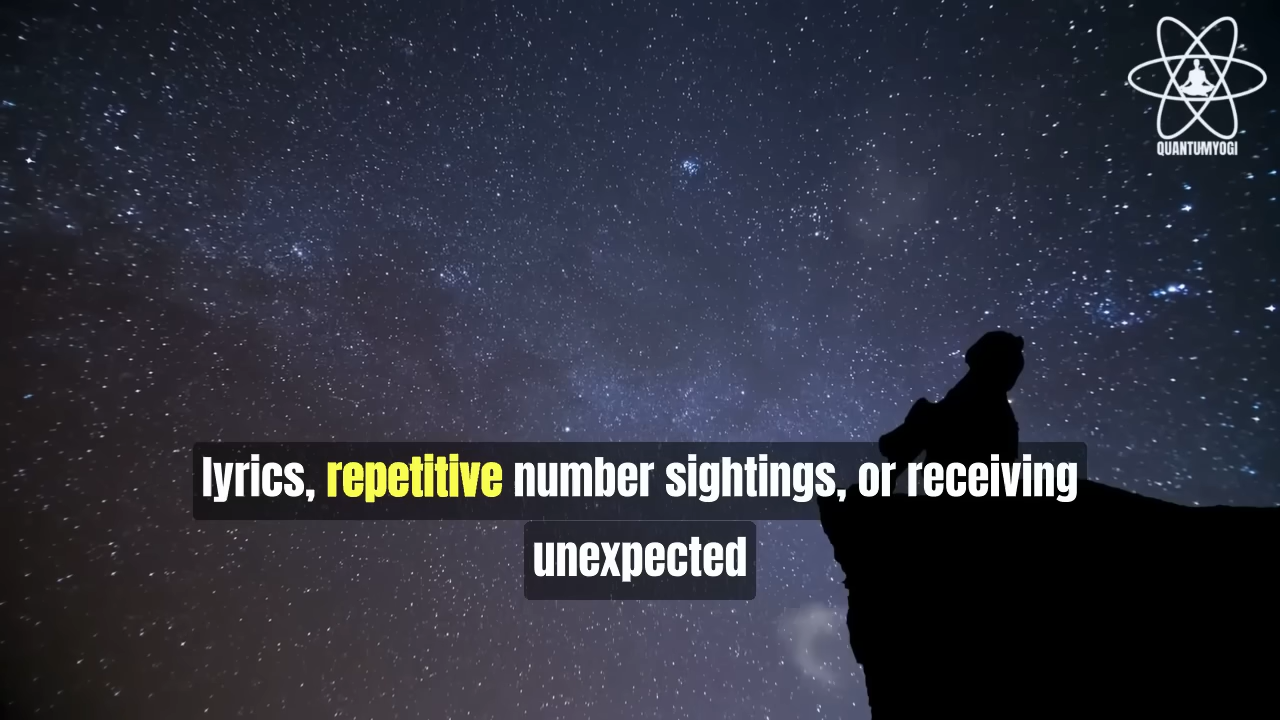 QUANTUMYOGI
lyrics, repetitive number sightings, or receiving
unexpected